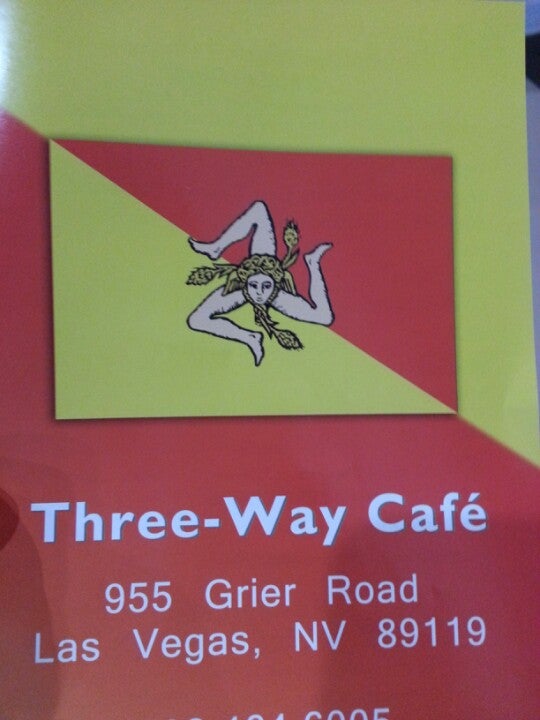 Three-Way Café
955 Grier Road
Las Vegas, NV 89119